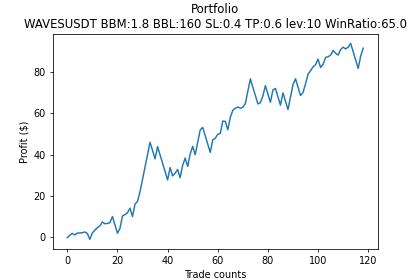 Portfolio
WAVESUSDT BBM:1.8 BBL:160 SL:0.4 TP:0.6 lev:10 WinRatio:65.0
80
60
40
20
0
Profit ($)
0 20 40 60 80 100 120
Trade counts